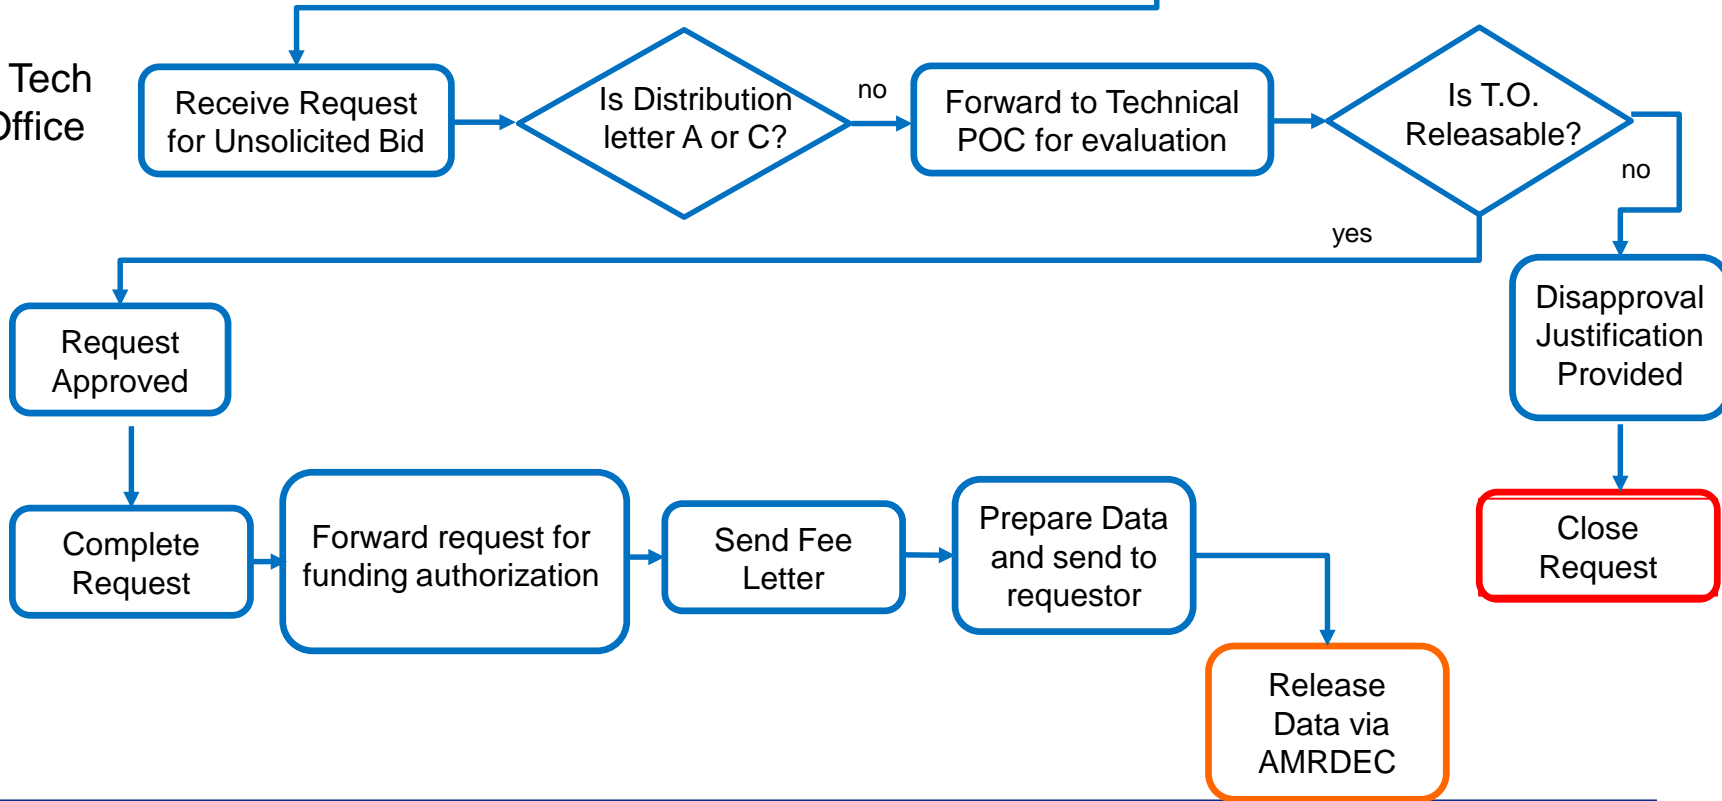 Tech
Office
Receive Request
for Unsolicited Bid
Is Distribution
letter A or C?
no
Forward to Technical
POC for evaluation
Is T.O.
Releasable?
no
yes
Disapproval
Justification
Provided
Request
Approved
Complete
Request
Forward request for
funding authorization
Send Fee
Letter
Prepare Data
and send to
requestor
Close
Request
Release
Data via
AMRDEC